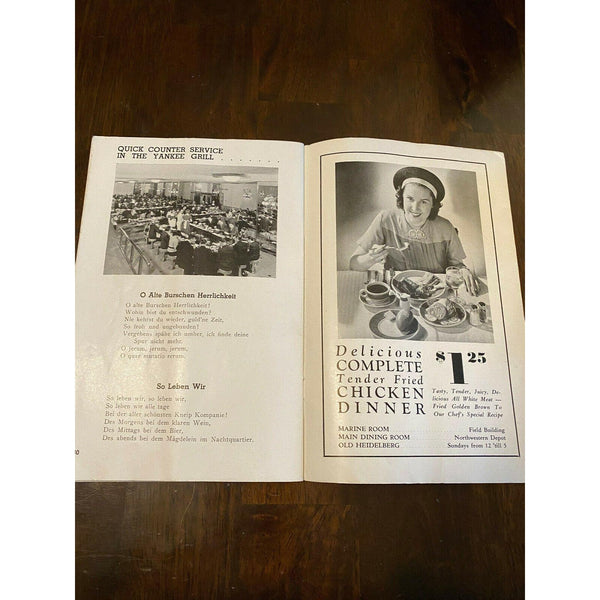 QUICK COUNTER SERVICE
IN THE YANKEE GRILL . . . . . . .
O Alte Burschen Herrlichkeit
O alte Burschen Herrlichkeit!
Wohin bist du entschwunden?
Nie kehrst du wieder, guld'ne Zeit,
So froh und ungebunden!
Vergebens spähe ich umher, ich finde deine
Spur nicht mehr.
O jerum, jerum, jerum,
O quae mutatio rerum.
So Leben Wir
So leben wir, so leben wir,
So leben wir alle tage
Bei der allerschönsten Kneip Kompanie!
Des Morgens bei dem klaren Wein,
Des Mittags bei dem Bier,
Des abends bei dem Mägdelein im Nachtquartier.
Delicious
COMPLETE
Tender Fried
CHICKEN
DINNER
$1.25
Tasty, Tender, Juicy, De-
licious All White Meat —
Fried Golden Brown To
Our Chef's Special Recipe
MARINE ROOM
MAIN DINING ROOM
OLD HEIDELBERG
Field Building
Northwestern Depot
Sundays from 12 'till 5